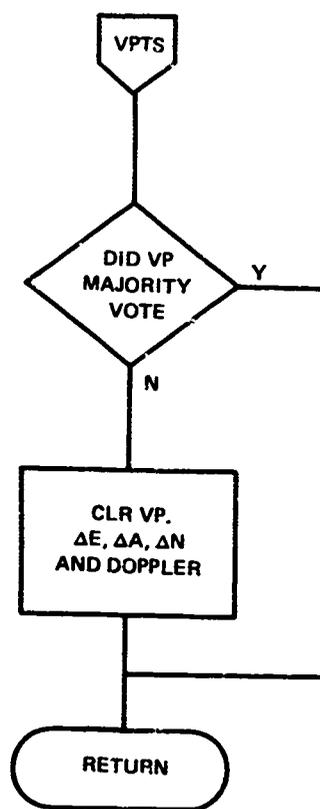 VPTS
DID VP
MAJORITY
VOTE
Y
N
CLR VP.
ΔE, ΔA, ΔN
AND DOPPLER
RETURN